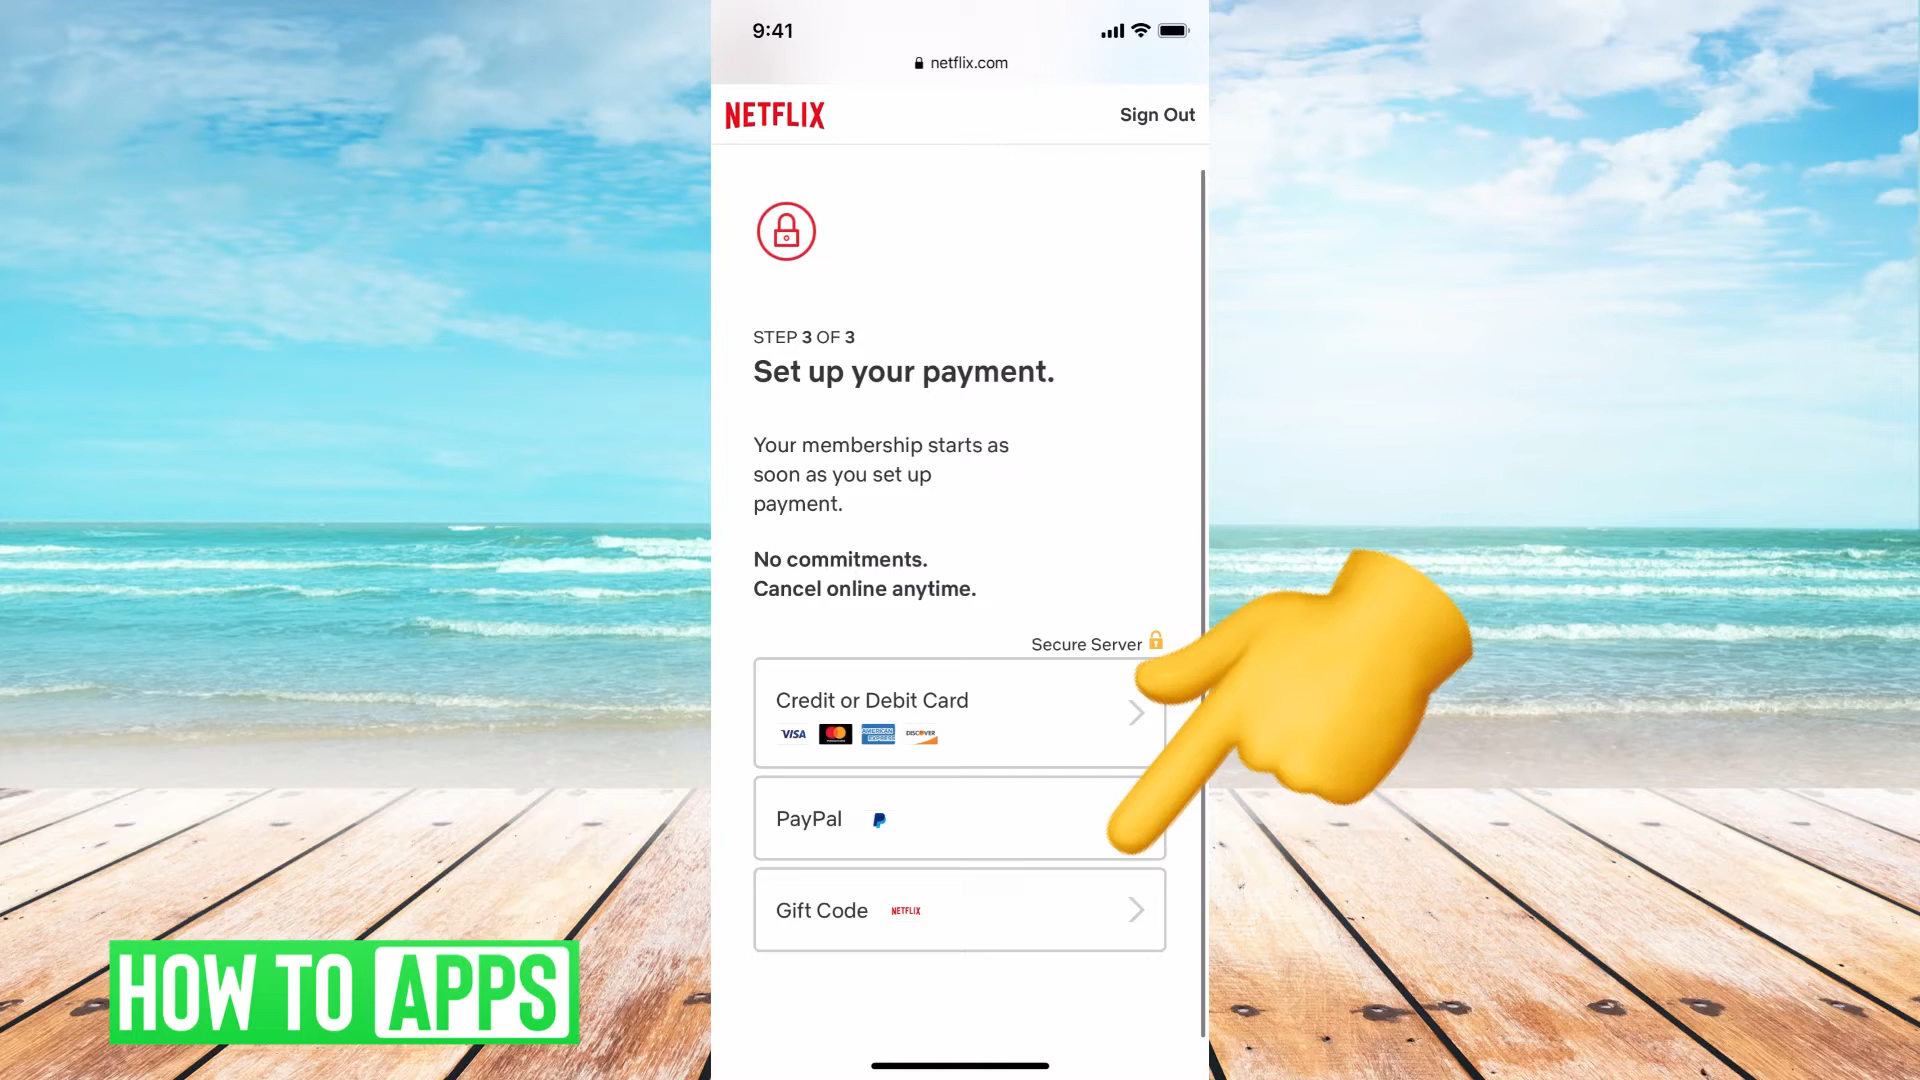 9:41
netflix.com
NETFLIX
Sign Out
STEP 3 OF 3
Set up your payment.
Your membership starts as
soon as you set up
payment.
No commitments.
Cancel online anytime.
Secure Server
Credit or Debit Card
VISA
AMERICAN EXPRESS
DISCOVER
PayPal
Gift Code NETFLIX
HOW TO APPS